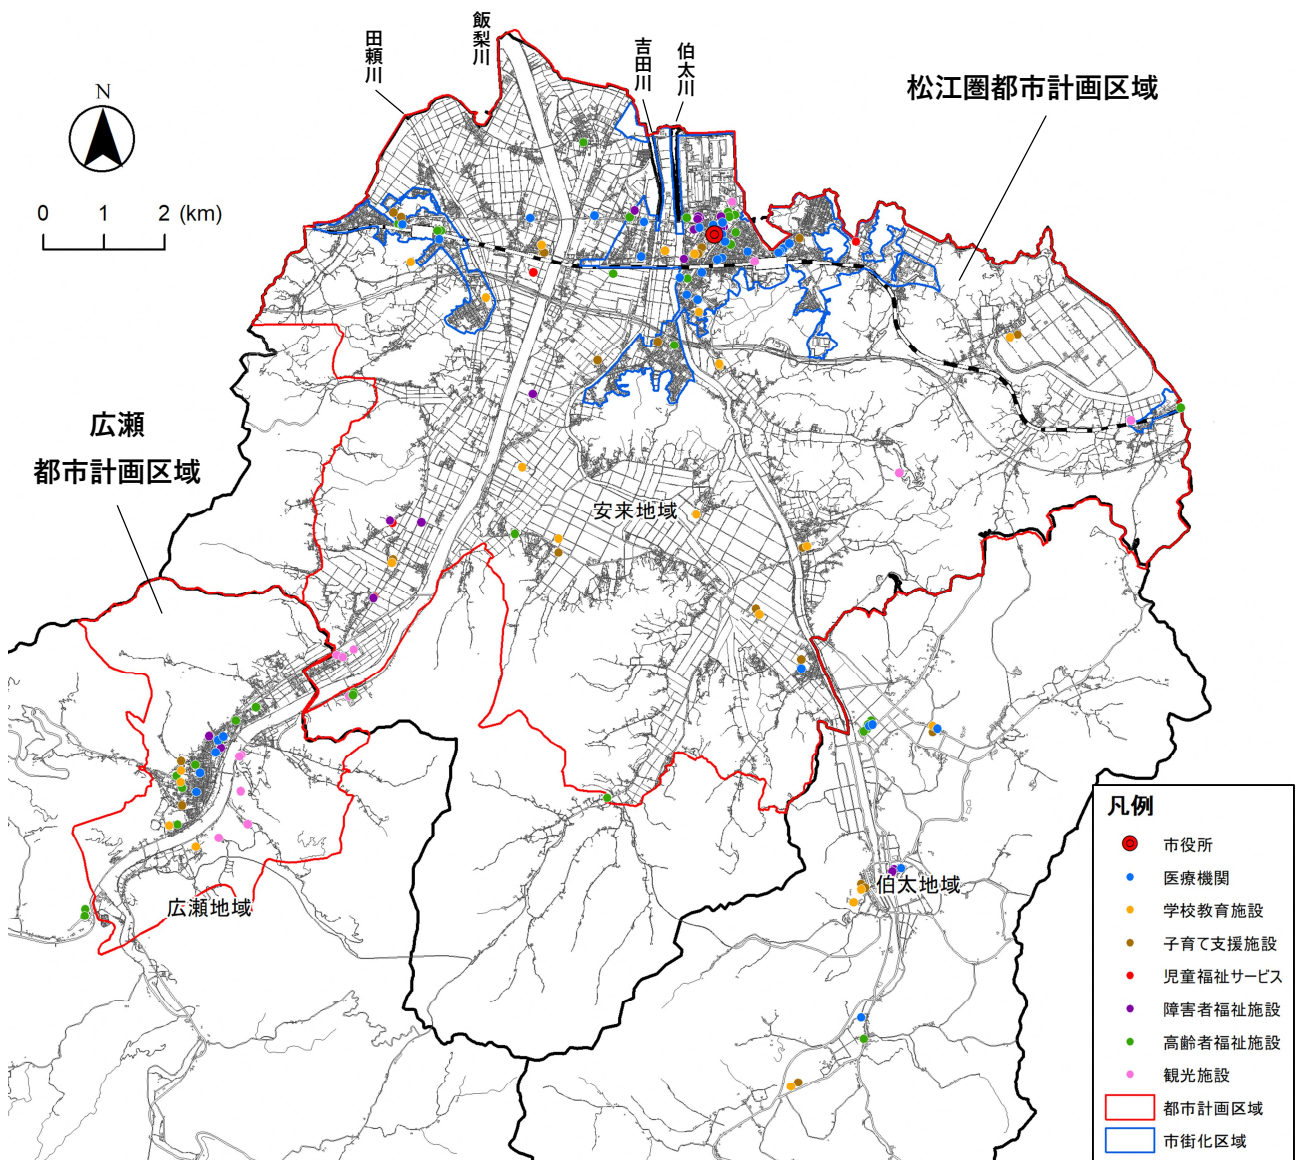 田頼川
飯梨川
吉田川
伯太川
松江圏都市計画区域
N
0 1 2 (km)
広瀬
都市計画区域
安来地域
広瀬地域
伯太地域
凡例
市役所
医療機関
学校教育施設
子育て支援施設
児童福祉サービス
障害者福祉施設
高齢者福祉施設
観光施設
都市計画区域
市街化区域